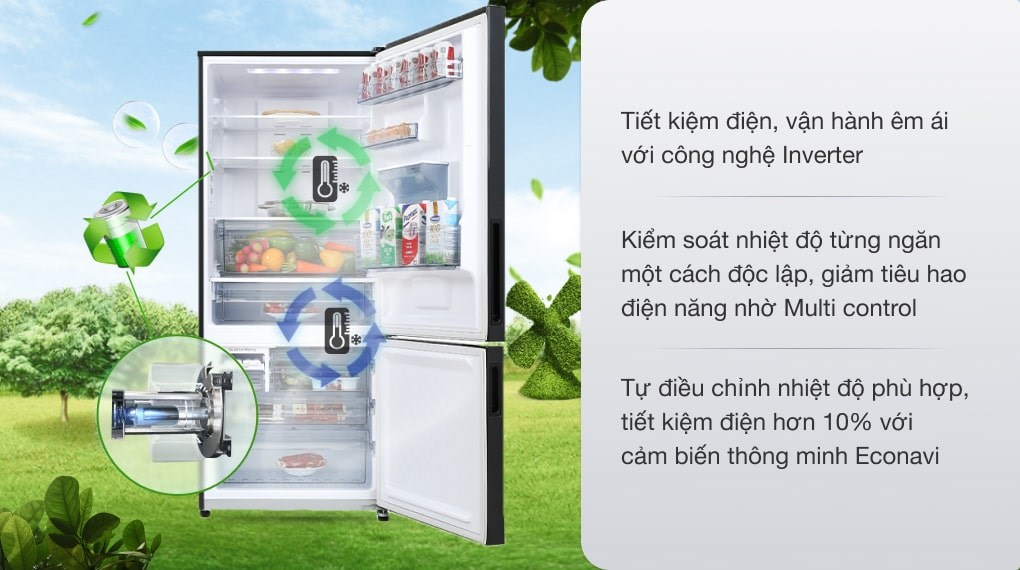 Tiết kiệm điện, vận hành êm ái
với công nghệ Inverter
Kiểm soát nhiệt độ từng ngăn
một cách độc lập, giảm tiêu hao
điện năng nhờ Multi control
Tự điều chỉnh nhiệt độ phù hợp,
tiết kiệm điện hơn 10% với
cảm biến thông minh Econavi